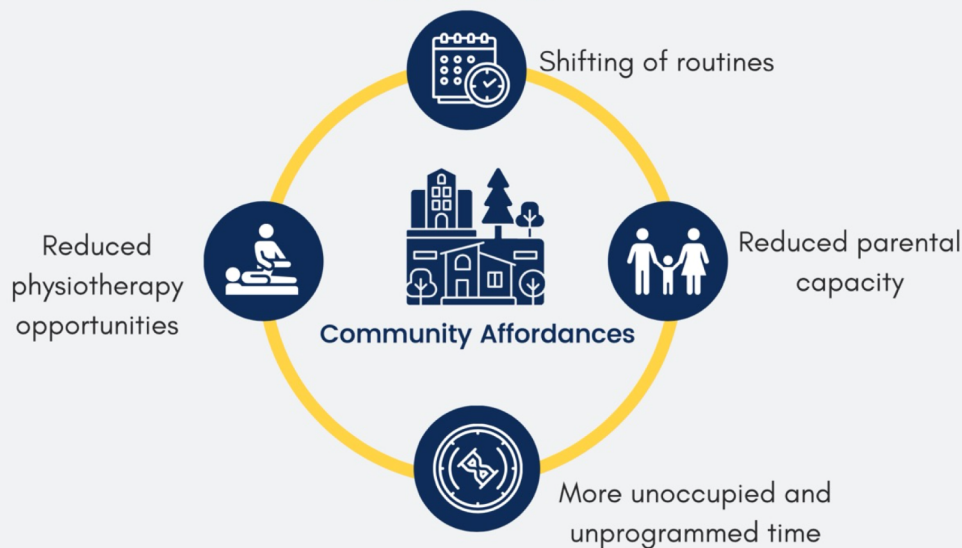 Shifting of routines
Reduced parental
capacity
More unoccupied and
unprogrammed time
Reduced
physiotherapy
opportunities
Community Affordances